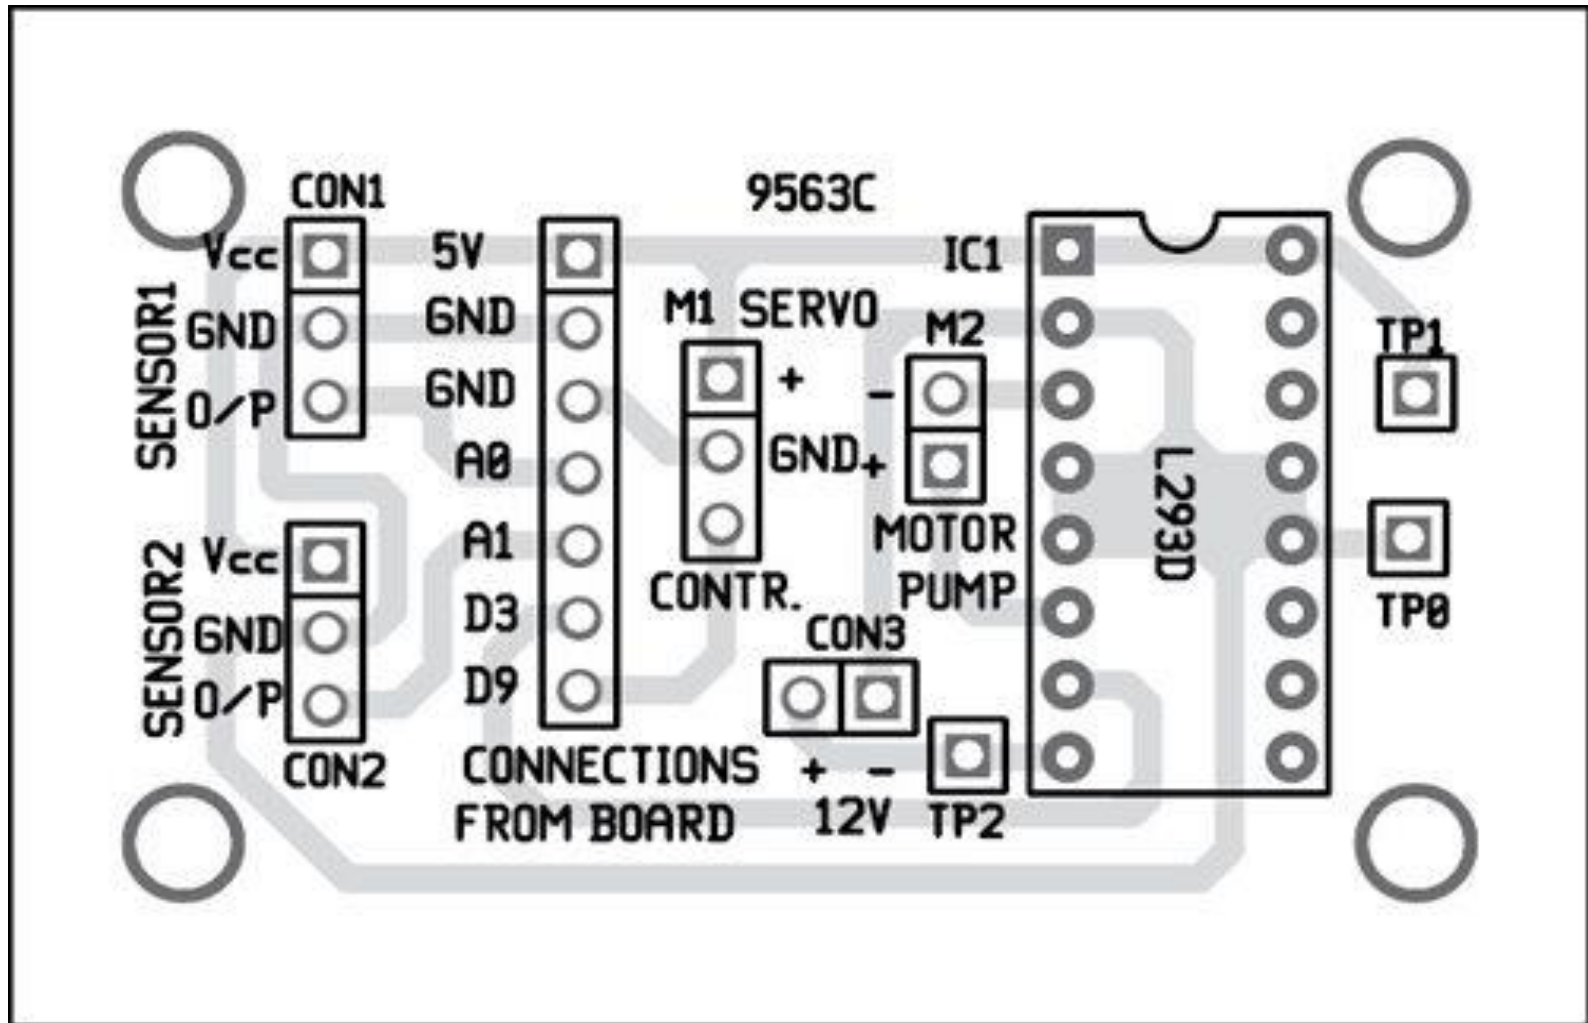 CON1
9563C
Vcc
5V
IC1
GND
GND
M1 SERVO
M2
TP1
SENSOR1
O/P
GND
+
-
A0
GND
+
L293D
SENSOR2
Vcc
A1
MOTOR
PUMP
CONTR.
TP0
GND
D3
CON3
O/P
D9
CON2
CONNECTIONS
FROM BOARD
+ -
12V
TP2